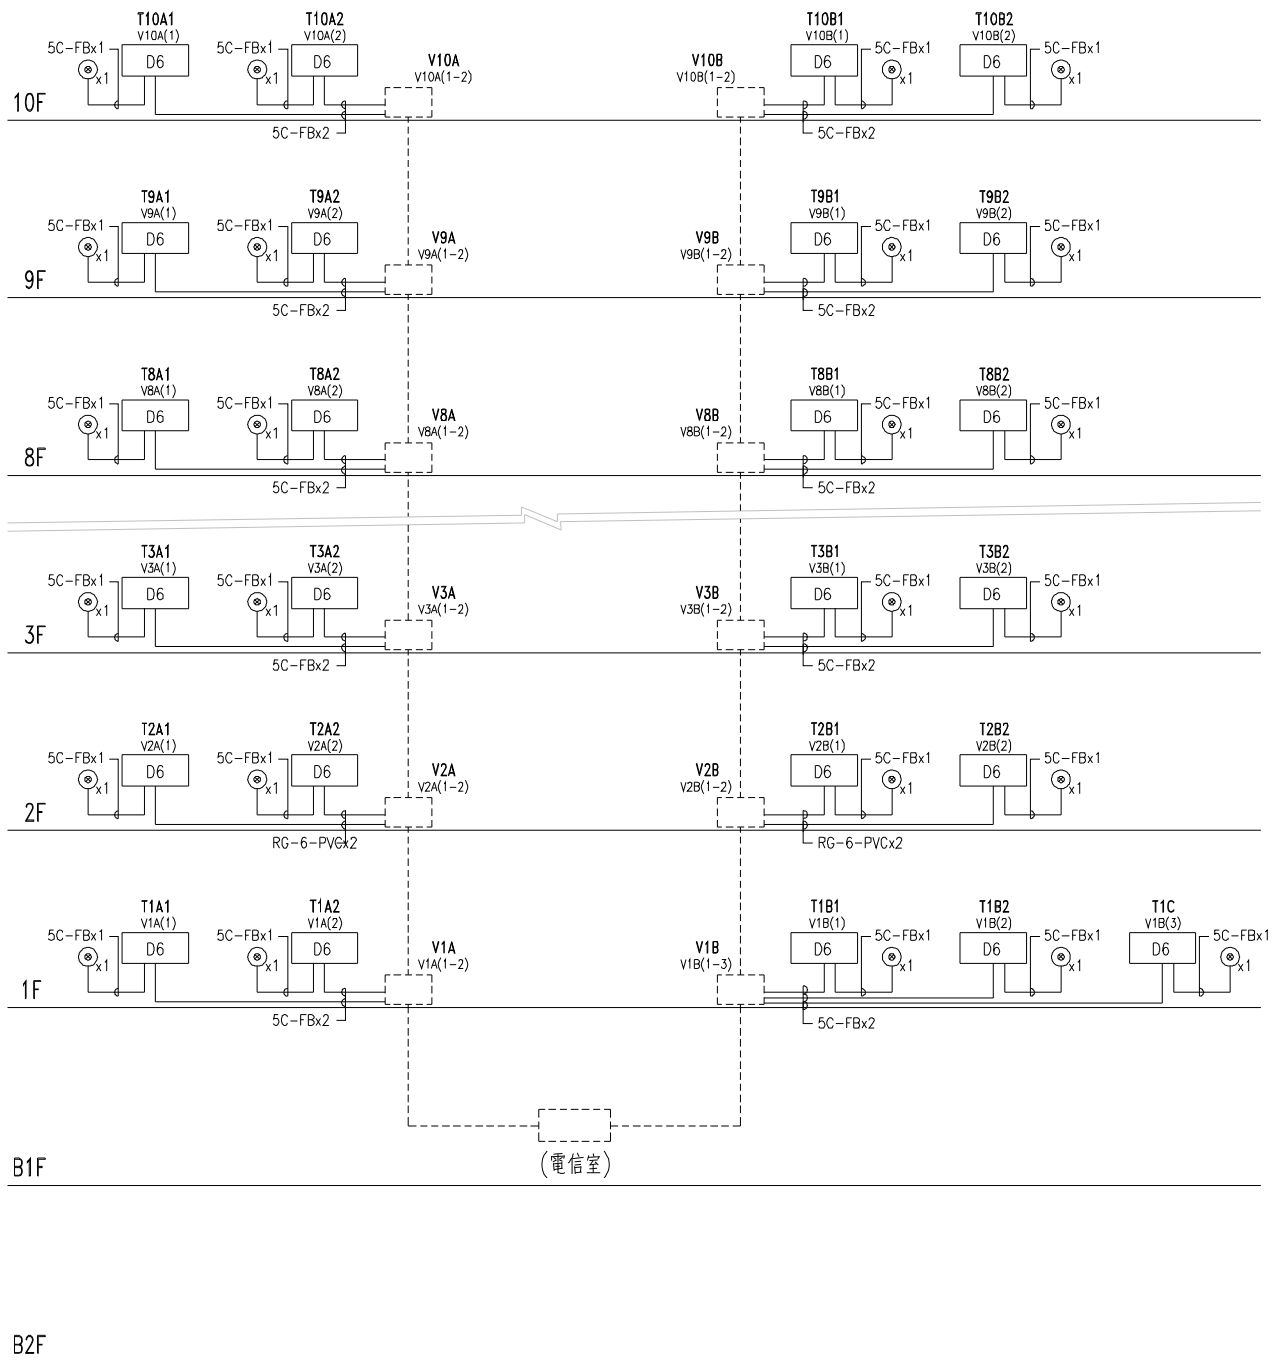 T10A1
V10A(1)
5C-FBx1
D6
x1
T10A2
V10A(2)
5C-FBx1
D6
x1
V10A
V10A(1-2)
5C-FBx2
V10B
V10B(1-2)
T10B1
V10B(1)
D6
5C-FBx1
x1
T10B2
V10B(2)
D6
5C-FBx1
x1
5C-FBx2
10F
T9A1
V9A(1)
5C-FBx1
D6
x1
T9A2
V9A(2)
5C-FBx1
D6
x1
V9A
V9A(1-2)
5C-FBx2
V9B
V9B(1-2)
T9B1
V9B(1)
D6
5C-FBx1
x1
T9B2
V9B(2)
D6
5C-FBx1
x1
5C-FBx2
9F
T8A1
V8A(1)
5C-FBx1
D6
x1
T8A2
V8A(2)
5C-FBx1
D6
x1
V8A
V8A(1-2)
5C-FBx2
V8B
V8B(1-2)
T8B1
V8B(1)
D6
5C-FBx1
x1
T8B2
V8B(2)
D6
5C-FBx1
x1
5C-FBx2
8F
T3A1
V3A(1)
5C-FBx1
D6
x1
T3A2
V3A(2)
5C-FBx1
D6
x1
V3A
V3A(1-2)
5C-FBx2
V3B
V3B(1-2)
T3B1
V3B(1)
D6
5C-FBx1
x1
T3B2
V3B(2)
D6
5C-FBx1
x1
5C-FBx2
3F
T2A1
V2A(1)
5C-FBx1
D6
x1
T2A2
V2A(2)
5C-FBx1
D6
x1
V2A
V2A(1-2)
RG-6-PVCx2
V2B
V2B(1-2)
T2B1
V2B(1)
D6
5C-FBx1
x1
T2B2
V2B(2)
D6
5C-FBx1
x1
RG-6-PVCx2
2F
T1A1
V1A(1)
5C-FBx1
D6
x1
T1A2
V1A(2)
5C-FBx1
D6
x1
V1A
V1A(1-2)
5C-FBx2
V1B
V1B(1-3)
T1B1
V1B(1)
D6
5C-FBx1
x1
T1B2
V1B(2)
D6
5C-FBx1
x1
T1C
V1B(3)
D6
5C-FBx1
x1
5C-FBx2
1F
(電信室)
B1F
B2F